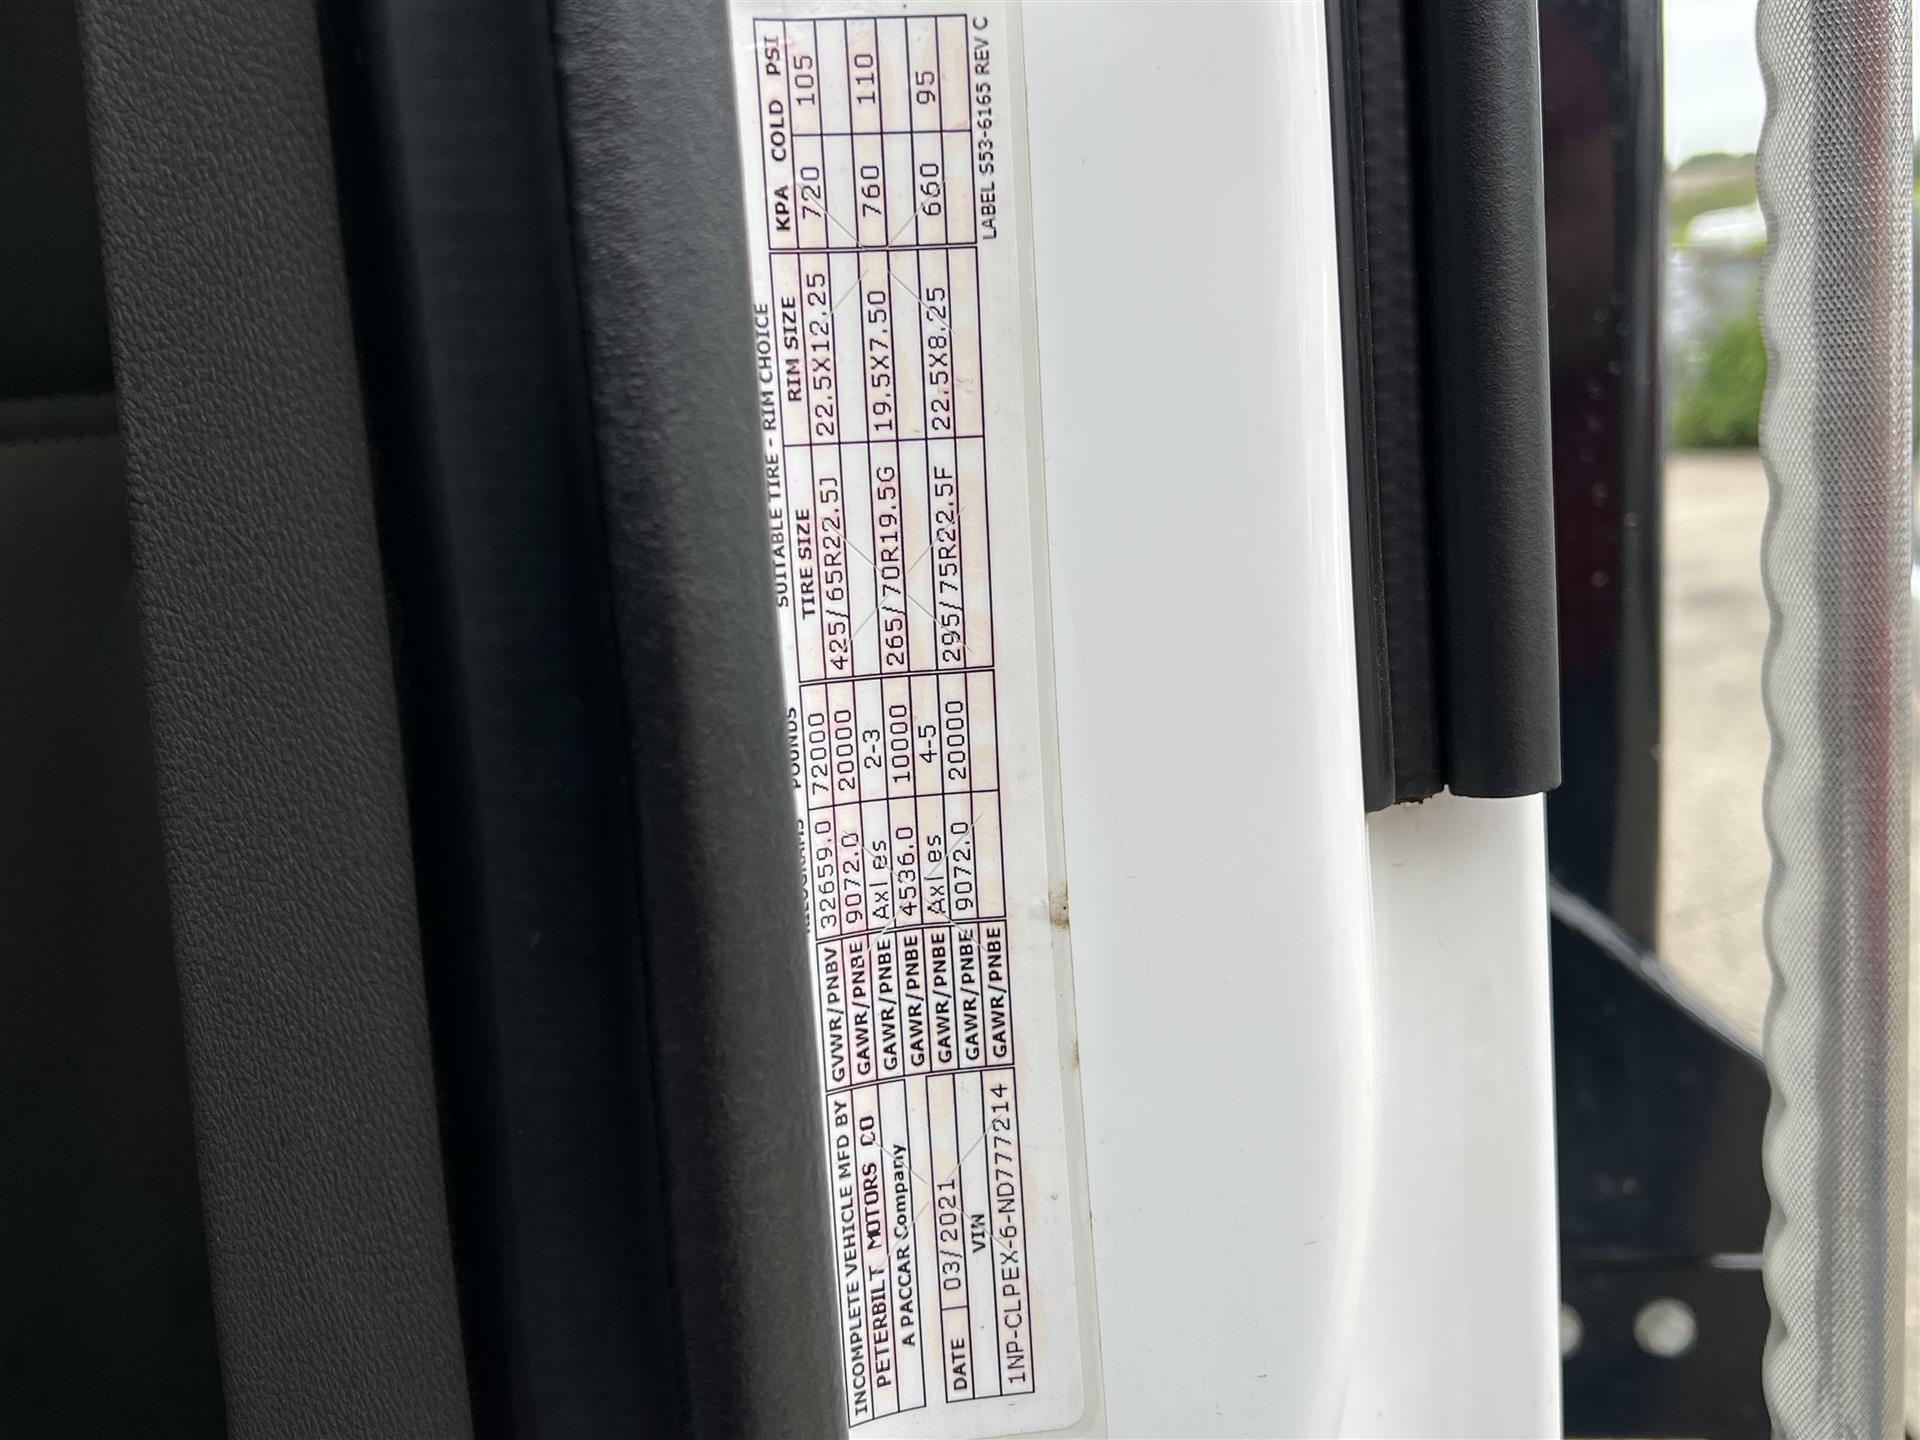 INCOMPLETE VEHICLE MFD BY
PETERBILT MOTORS CO
A PACCAR Company
DATE 03/2021
VIN
1NP-CLPEX-6-ND777214
KILOGRAMS POUNDS
GVWR/PNBV 32659.0 72000
GAWR/PNBE 9072.0 20000
GAWR/PNBE Axles 2-3
GAWR/PNBE 4536.0 10000
GAWR/PNBE Axles 4-5
GAWR/PNBE 9072.0 20000
GAWR/PNBE
SUITABLE TIRE - RIM CHOICE
TIRE SIZE RIM SIZE KPA COLD PSI
425/65R22.5J 22.5X12.25 720 105
265/70R19.5G 19.5X7.50 760 110
295/75R22.5F 22.5X8.25 660 95
LABEL S53-6165 REV C